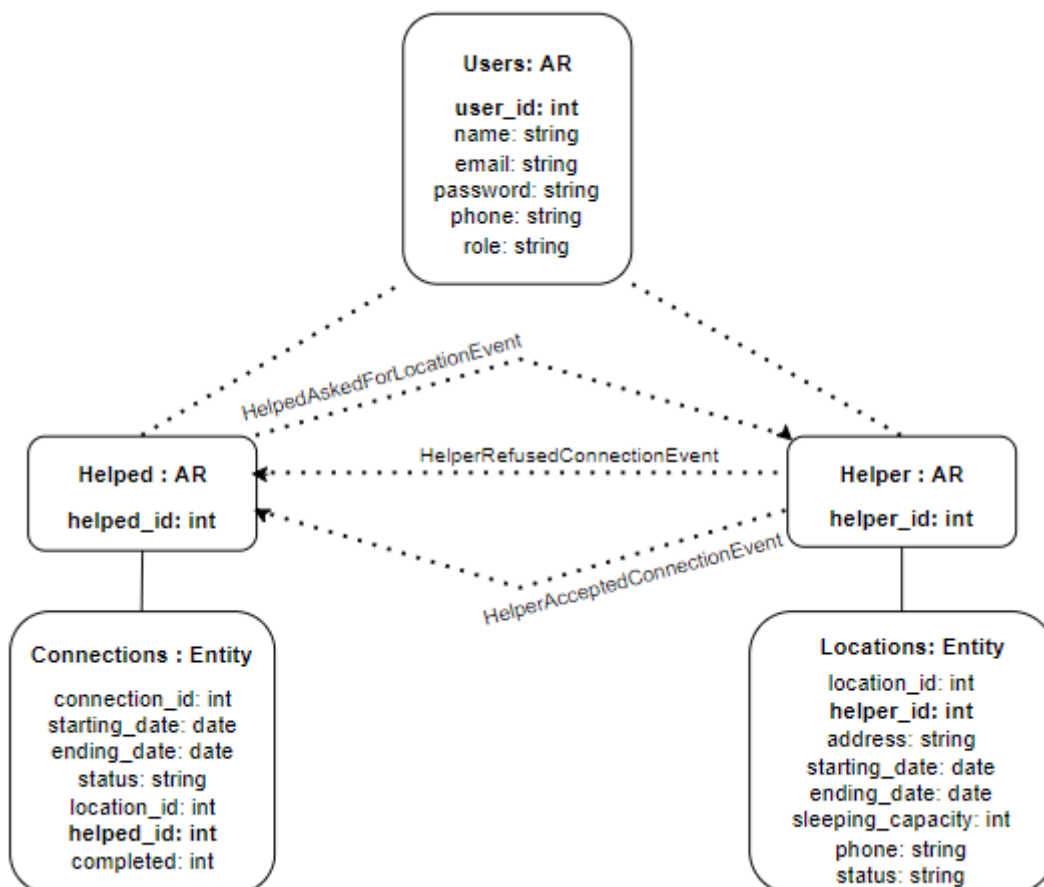 Users: AR
user_id: int
name: string
email: string
password: string
phone: string
role: string
HelpedAskedForLocationEvent
HelperRefusedConnectionEvent
HelperAcceptedConnectionEvent
Helped : AR
helped_id: int
Helper : AR
helper_id: int
Connections : Entity
connection_id: int
starting_date: date
ending_date: date
status: string
location_id: int
helped_id: int
completed: int
Locations: Entity
location_id: int
helper_id: int
address: string
starting_date: date
ending_date: date
sleeping_capacity: int
phone: string
status: string